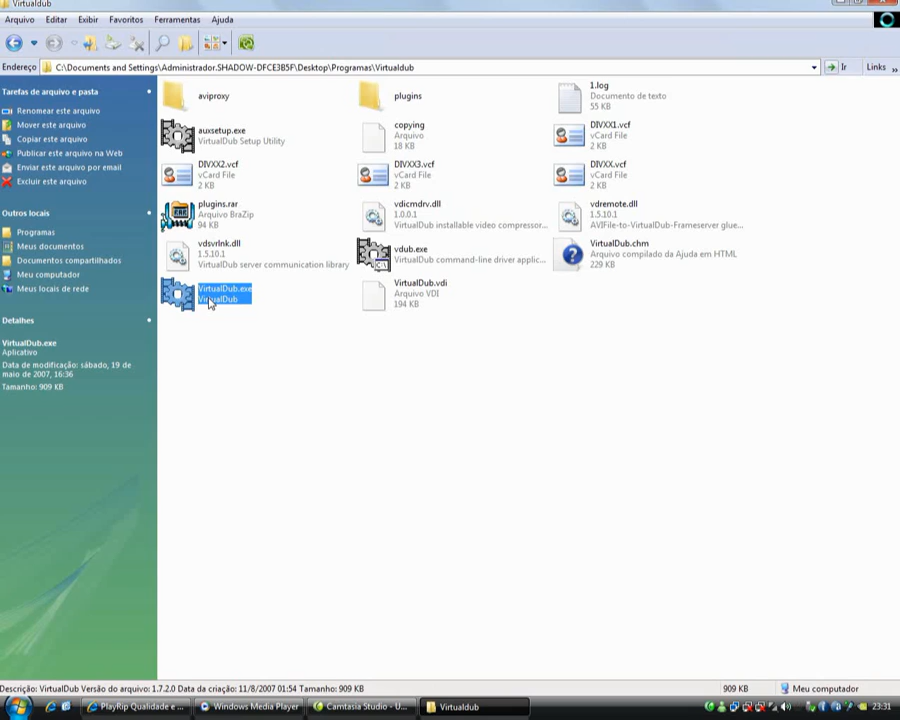 Virtualdub
Arquivo Editar Exibir Favoritos Ferramentas Ajuda
Endereço C:\Documents and Settings\Administrador.SHADOW-DFCE3B5F\Desktop\Programas\Virtualdub Ir Links »
Tarefas de arquivo e pasta
Renomear este arquivo
Mover este arquivo
Copiar este arquivo
Publicar este arquivo na Web
Enviar este arquivo por email
Excluir este arquivo
Outros locais
Programas
Meus documentos
Documentos compartilhados
Meu computador
Meus locais de rede
Detalhes
VirtualDub.exe
Aplicativo
Data de modificação: sábado, 19 de
maio de 2007, 16:36
Tamanho: 909 KB
aviproxy
plugins
1.log
Documento de texto
55 KB
auxsetup.exe
VirtualDub Setup Utility
copying
Arquivo
18 KB
DIVXX1.vcf
vCard File
2 KB
DIVXX2.vcf
vCard File
2 KB
DIVXX3.vcf
vCard File
2 KB
DIVXX.vcf
vCard File
2 KB
plugins.rar
Arquivo BraZip
94 KB
vdicmdrv.dll
1.0.0.1
VirtualDub installable video compressor...
vdremote.dll
1.5.10.1
AVIFile-to-VirtualDub-Frameserver glue...
vdsvrlnk.dll
1.5.10.1
VirtualDub server communication library
vdub.exe
VirtualDub command-line driver applic...
VirtualDub.chm
Arquivo compilado da Ajuda em HTML
229 KB
VirtualDub.exe
VirtualDub
VirtualDub.vdi
Arquivo VDI
194 KB
Descrição: VirtualDub Versão do arquivo: 1.7.2.0 Data da criação: 11/8/2007 01:54 Tamanho: 909 KB 909 KB Meu computador
PlayRip Qualidade e ... Windows Media Player Camtasia Studio - U... Virtualdub 23:31